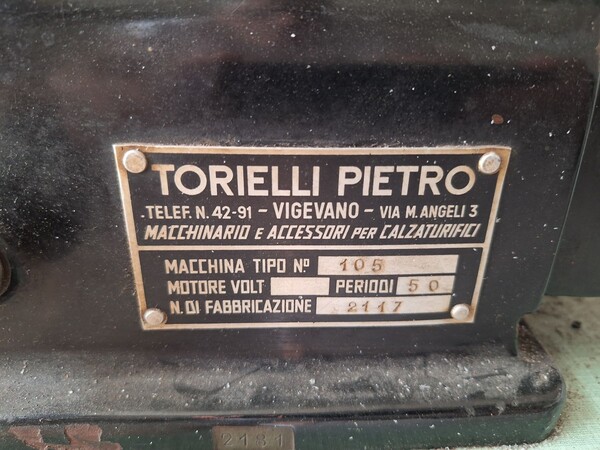 TORIELLI PIETRO
TELEF. N. 42-91 - VIGEVANO - VIA M. ANGELI 3
MACCHINARIO E ACCESSORI PER CALZATURIFICI
MACCHINA TIPO Nº 105
MOTORE VOLT PERIODI 50
N. DI FABBRICAZIONE 2117
2131